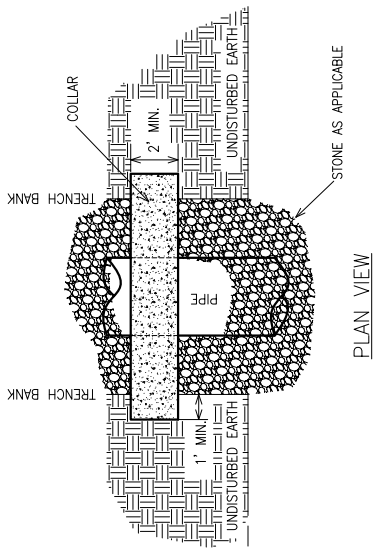 COLLAR
TRENCH BANK
TRENCH BANK
2' MIN.
UNDISTURBED EARTH
PIPE
STONE AS APPLICABLE
1' MIN.
UNDISTURBED EARTH
PLAN VIEW